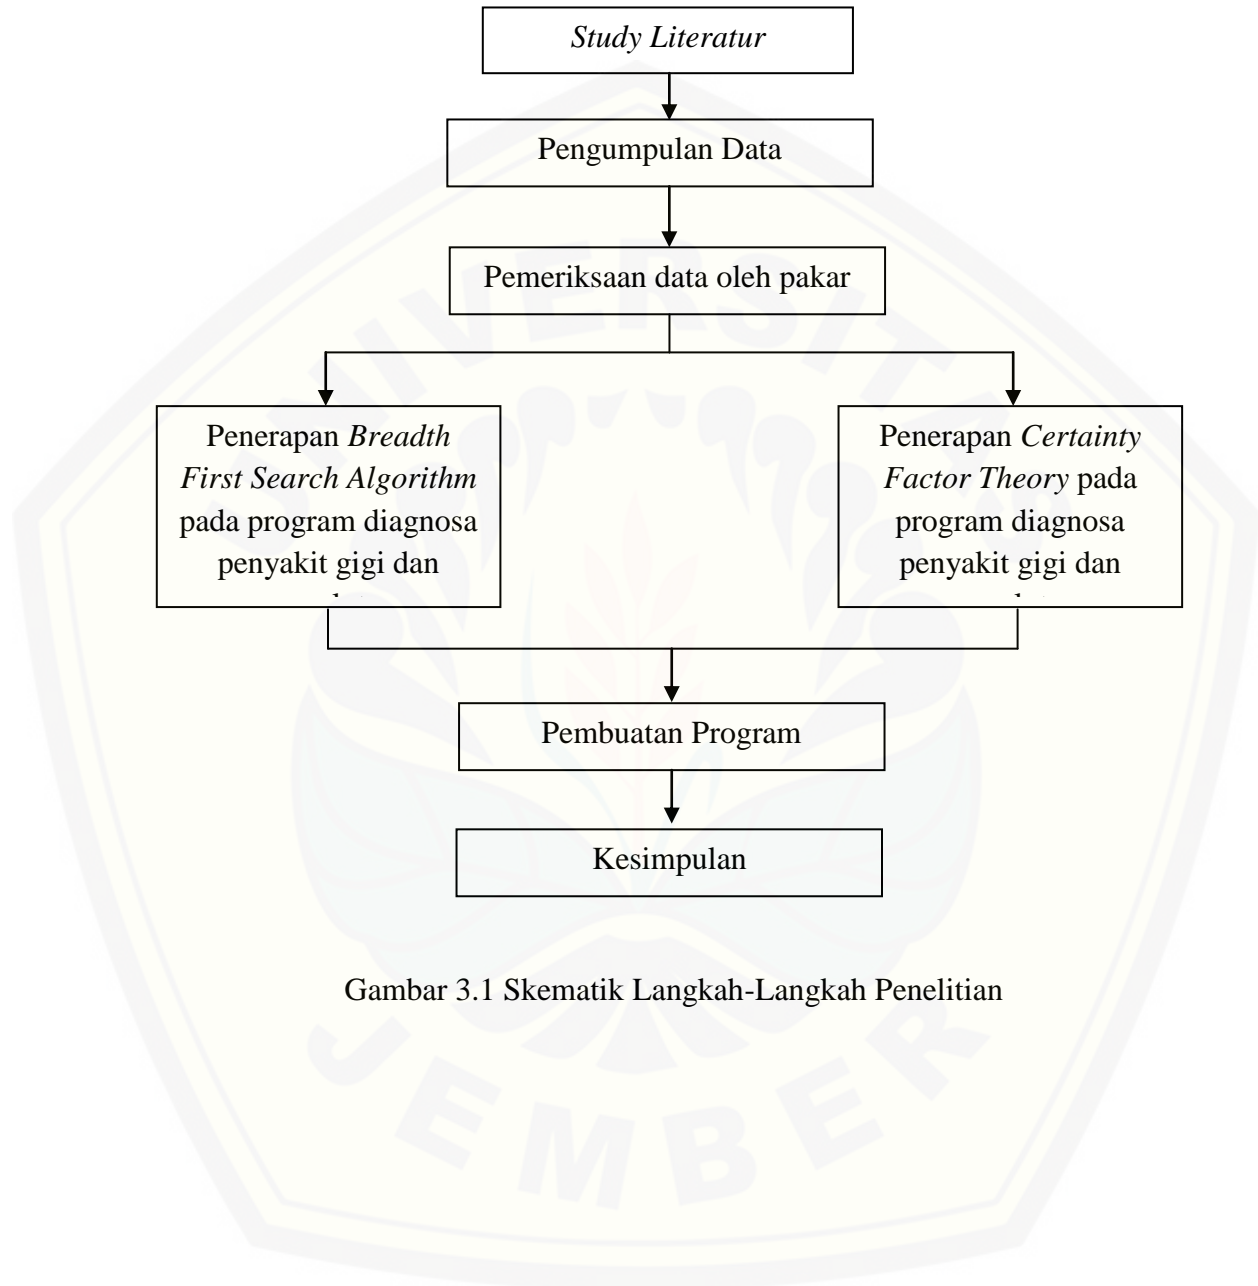 Study Literatur
Pengumpulan Data
Pemeriksaan data oleh pakar
Penerapan Breadth
First Search Algorithm
pada program diagnosa
penyakit gigi dan
Penerapan Certainty
Factor Theory pada
program diagnosa
penyakit gigi dan
Pembuatan Program
Kesimpulan
Gambar 3.1 Skematik Langkah-Langkah Penelitian
UNIVERSITAS
JEMBER